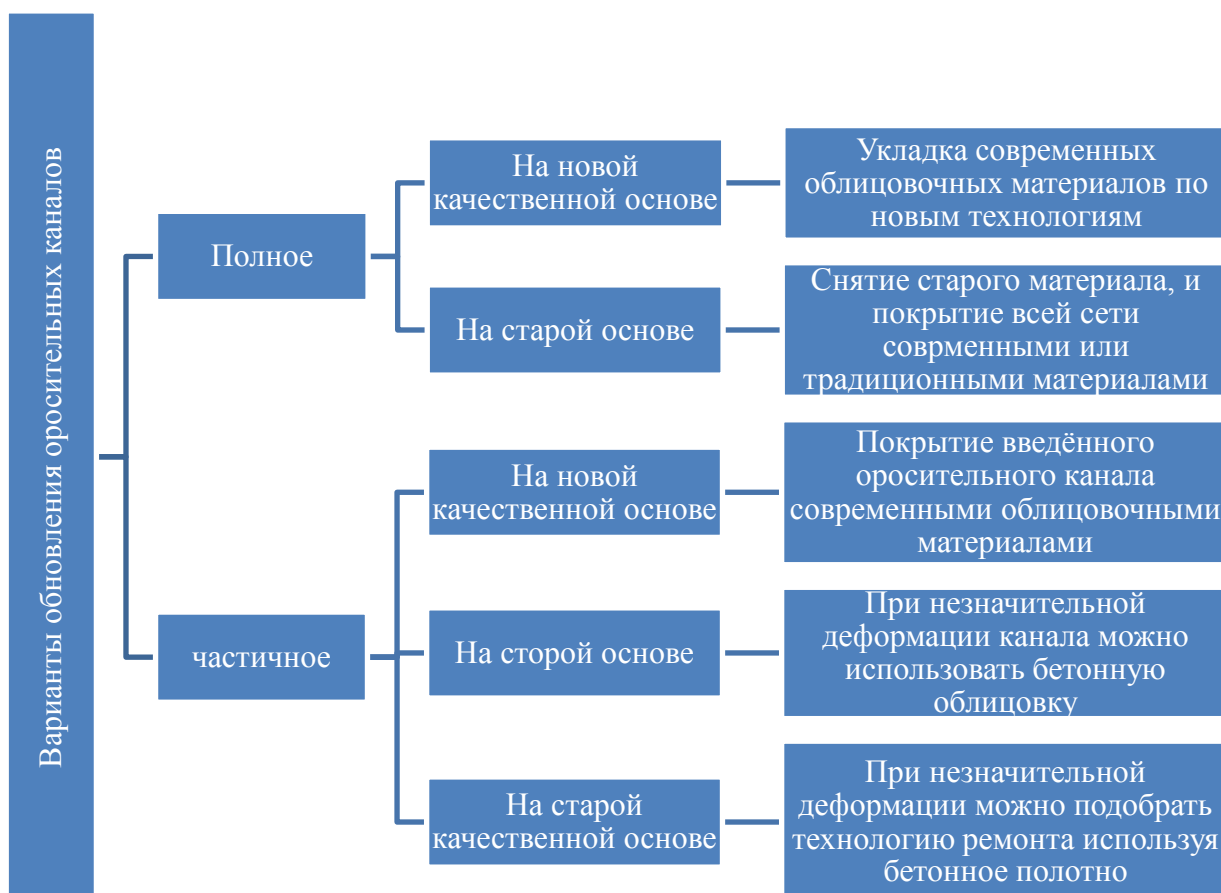 Варианты обновления оросительных каналов
Полное
На новой
качественной основе
Укладка современных
облицовочных материалов по
новым технологиям
На старой основе
Снятие старого материала, и
покрытие всей сети
соврменными или
традиционными материалами
частичное
На новой
качественной основе
Покрытие введённого
оросительного канала
современными облицовочными
материалами
На сторой основе
При незначительной
деформации канала можно
использовать бетонную
облицовку
На старой
качественной основе
При незначительной
деформации можно подобрать
технологию ремонта используя
бетонное полотно